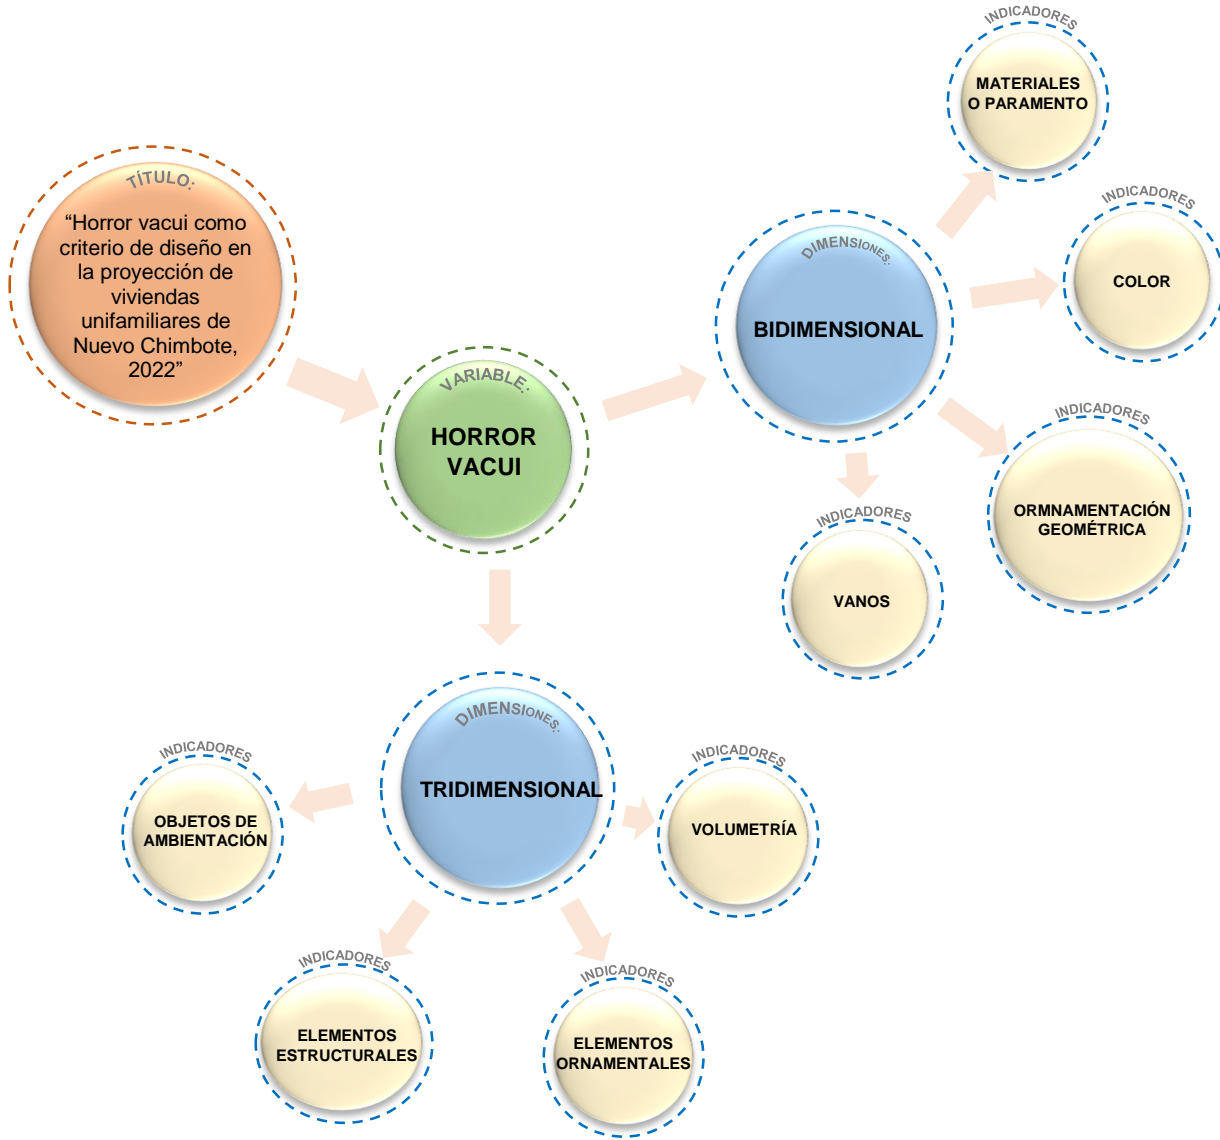 TÍTULO:
“Horror vacui como
criterio de diseño en
la proyección de
viviendas
unifamiliares de
Nuevo Chimbote,
2022”
VARIABLE:
HORROR
VACUI
DIMENSIONES:
BIDIMENSIONAL
INDICADORES
MATERIALES
O PARAMENTO
INDICADORES
COLOR
INDICADORES
ORMNAMENTACIÓN
GEOMÉTRICA
INDICADORES
VANOS
DIMENSIONES:
TRIDIMENSIONAL
INDICADORES
OBJETOS DE
AMBIENTACIÓN
INDICADORES
VOLUMETRÍA
INDICADORES
ELEMENTOS
ESTRUCTURALES
INDICADORES
ELEMENTOS
ORNAMENTALES